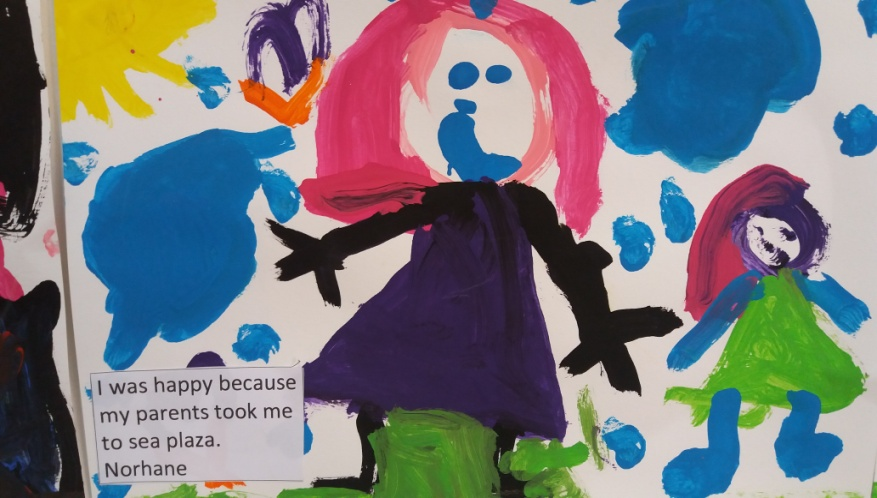 I was happy because
my parents took me
to sea plaza.
Norhane